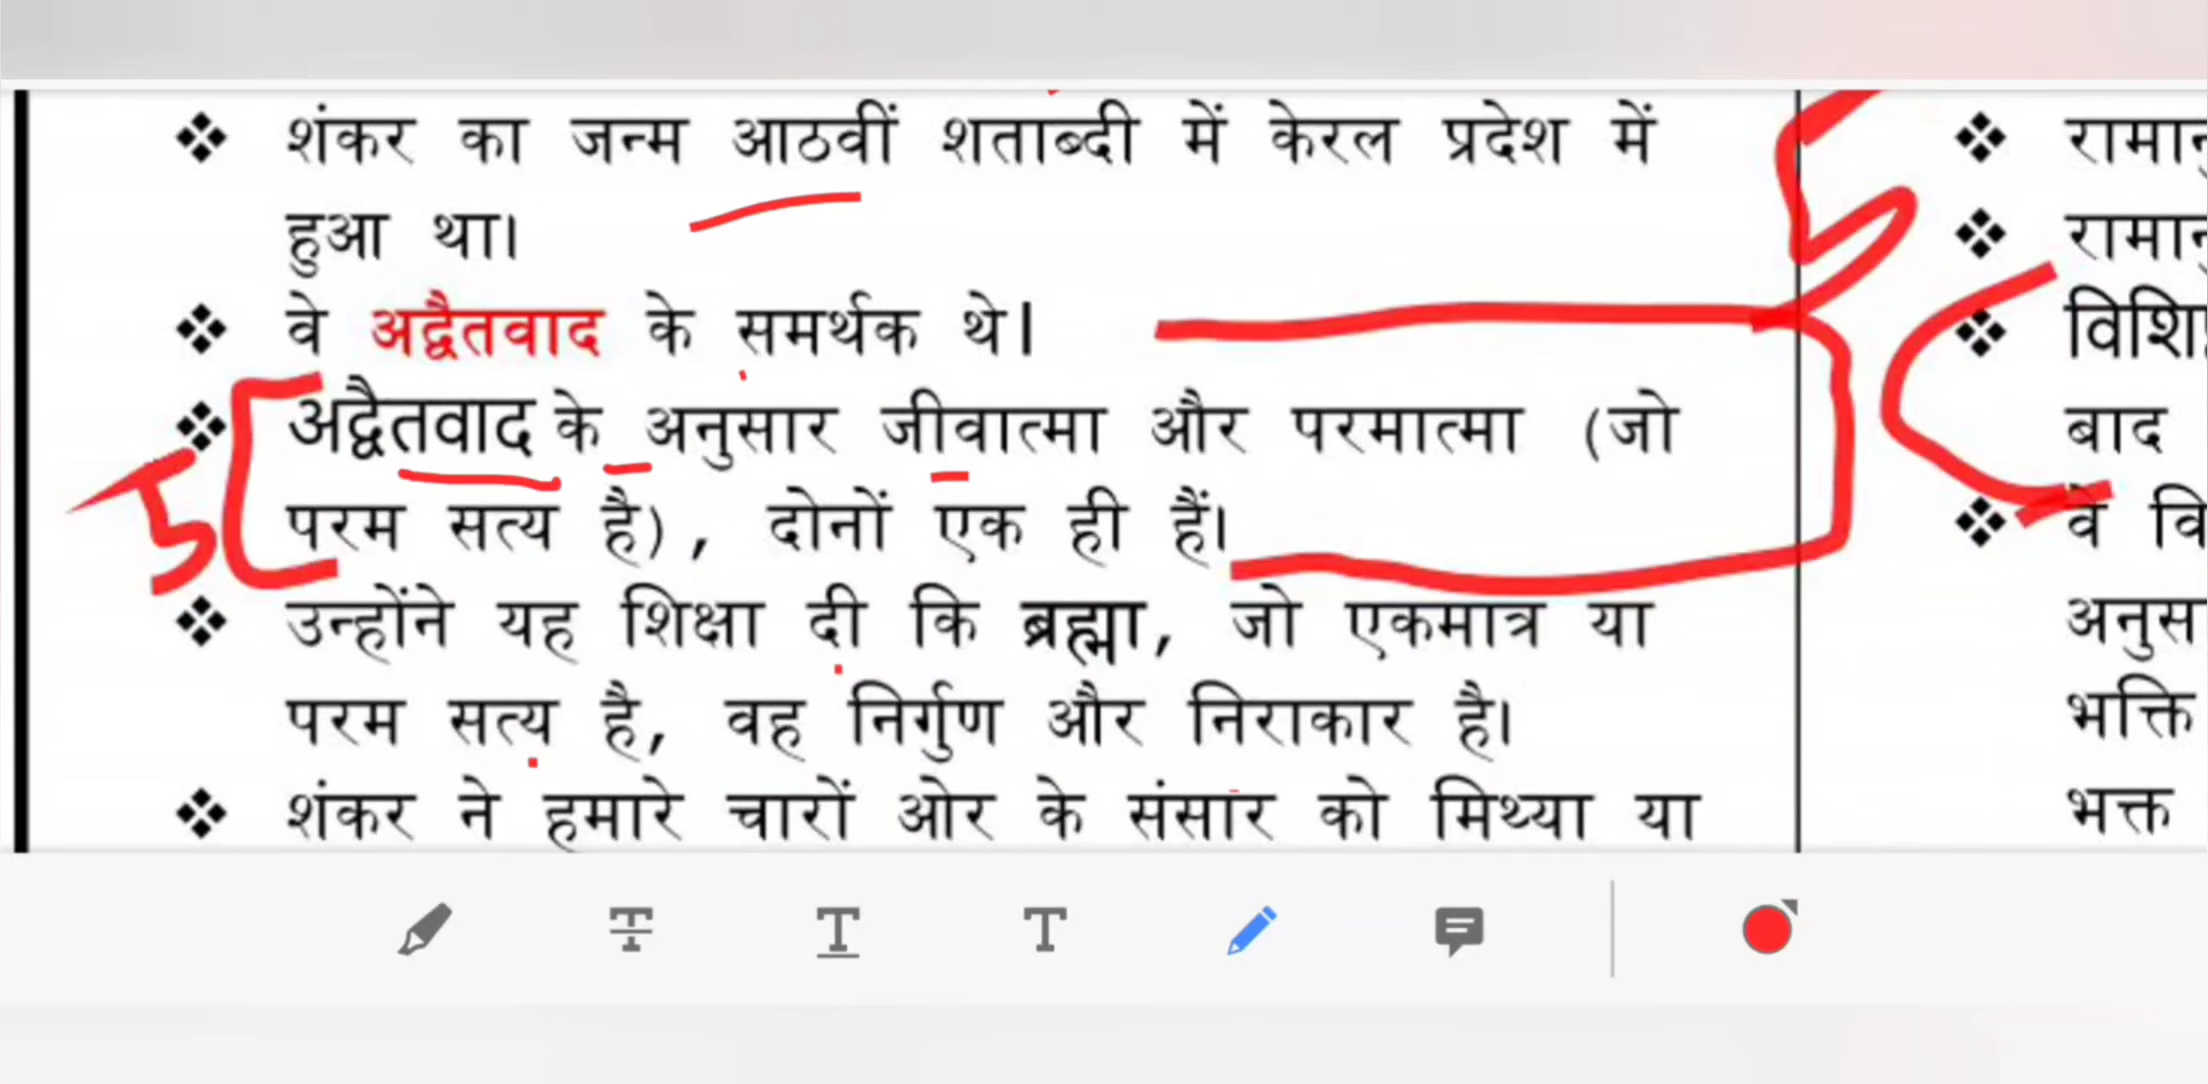 ❖ शंकर का जन्म आठवीं शताब्दी में केरल प्रदेश में
हुआ था।
❖ वे अद्वैतवाद के समर्थक थे।
❖ अद्वैतवाद के अनुसार जीवात्मा और परमात्मा (जो
परम सत्य है), दोनों एक ही हैं।
❖ उन्होंने यह शिक्षा दी कि ब्रह्मा, जो एकमात्र या
परम सत्य है, वह निर्गुण और निराकार है।
❖ शंकर ने हमारे चारों ओर के संसार को मिथ्या या
बाद
❖ वे
भक्ति
भक्त